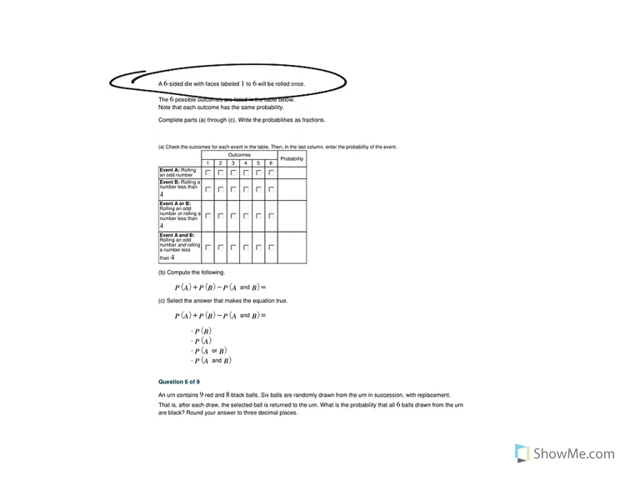 A 6-sided die with faces labeled 1 to 6 will be rolled once.
The 6 possible outcomes are listed in the table below.
Note that each outcome has the same probability.
Complete parts (a) through (c). Write the probabilities as fractions.
(a) Check the outcomes for each event in the table. Then, in the last column, enter the probability of the event.
Outcomes
Probability
1 2 3 4 5 6
Event A: Rolling
an odd number
Event B: Rolling a
number less than
4
Event A or B:
Rolling an odd
number or rolling a
number less than
4
Event A and B:
Rolling an odd
number and rolling
a number less
than 4
(b) Compute the following.
P (A) + P (B) − P (A and B) =
(c) Select the answer that makes the equation true.
P (A) + P (B) − P (A and B) =
· P (B)
· P (A)
· P (A or B)
· P (A and B)
Question 6 of 9
An urn contains 9 red and 8 black balls. Six balls are randomly drawn from the urn in succession, with replacement.
That is, after each draw, the selected ball is returned to the urn. What is the probability that all 6 balls drawn from the urn
are black? Round your answer to three decimal places.
ShowMe.com